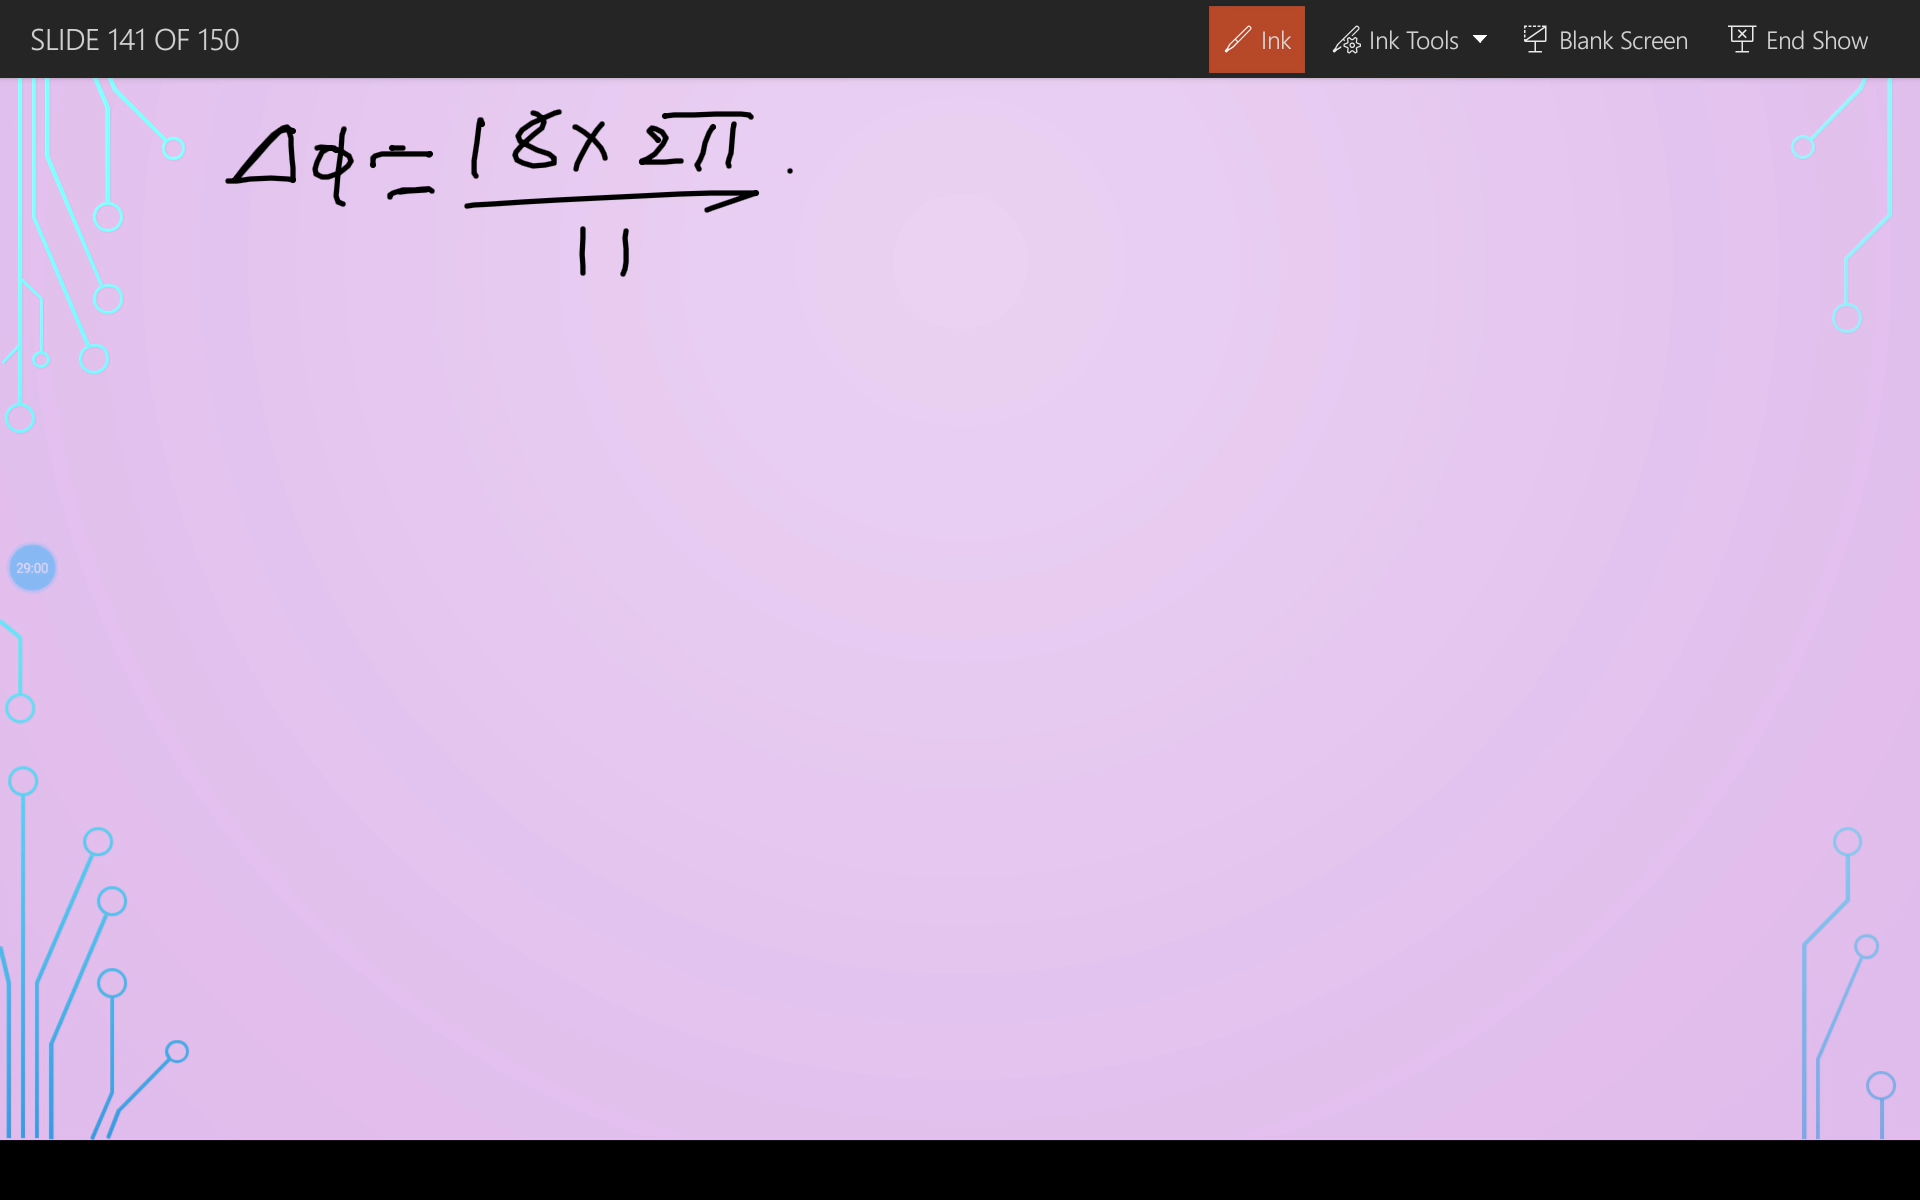 SLIDE 141 OF 150 Ink Ink Tools Blank Screen End Show
Δϕ = 18 × 2π .
11
29:00